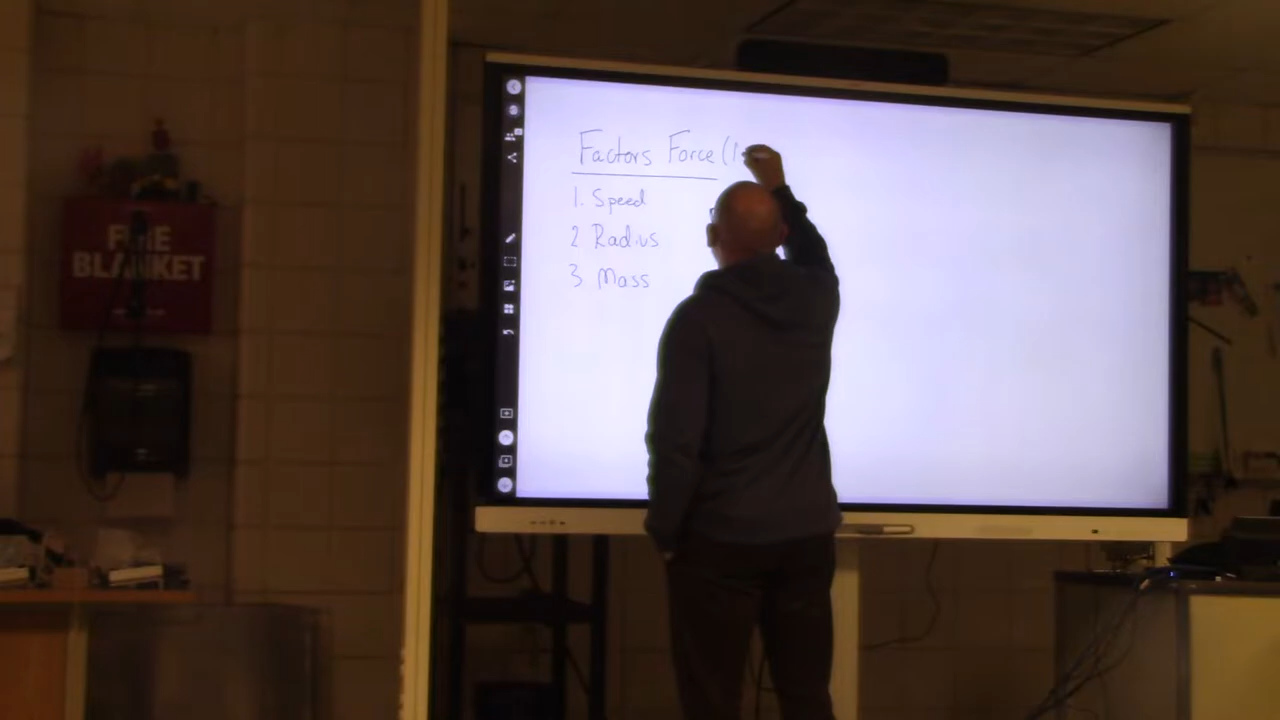 FIRE
BLANKET
Factors Force (
1. Speed
2 Radius
3 Mass